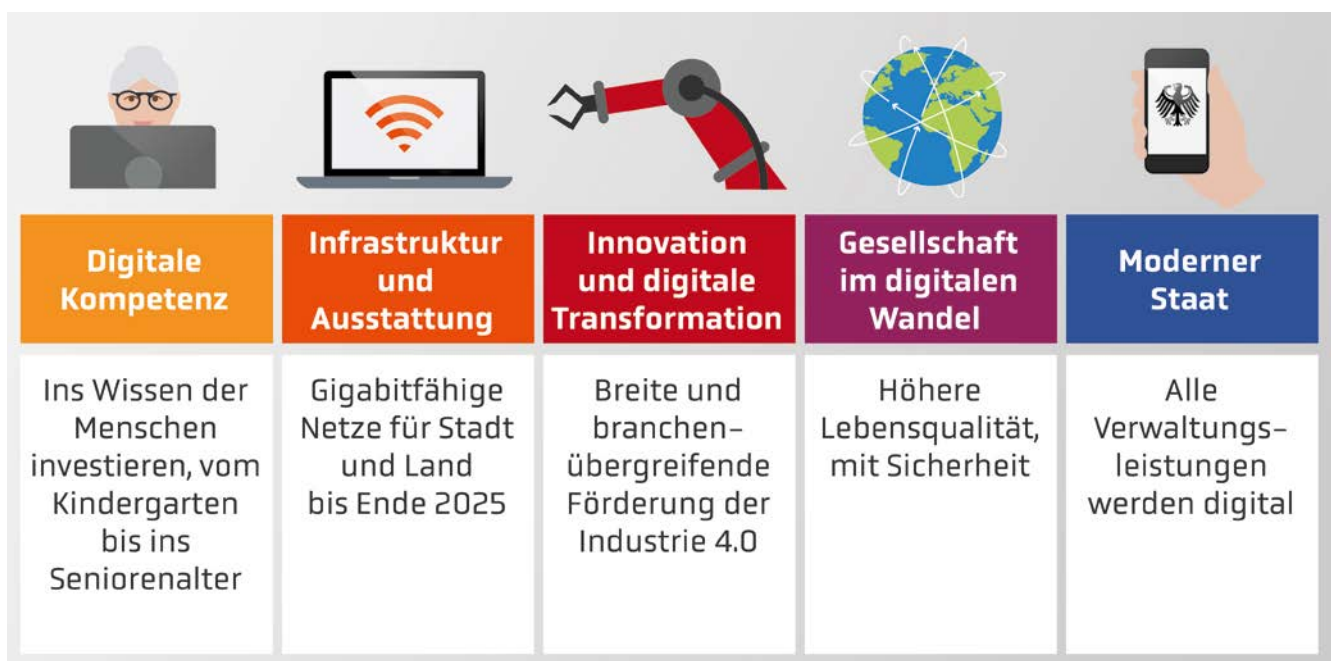 Digitale
Kompetenz
Infrastruktur
und
Ausstattung
Innovation
und digitale
Transformation
Gesellschaft
im digitalen
Wandel
Moderner
Staat
Ins Wissen der
Menschen
investieren, vom
Kindergarten
bis ins
Seniorenalter
Gigabitfähige
Netze für Stadt
und Land
bis Ende 2025
Breite und
branchen-
übergreifende
Förderung der
Industrie 4.0
Höhere
Lebensqualität,
mit Sicherheit
Alle
Verwaltungs-
leistungen
werden digital